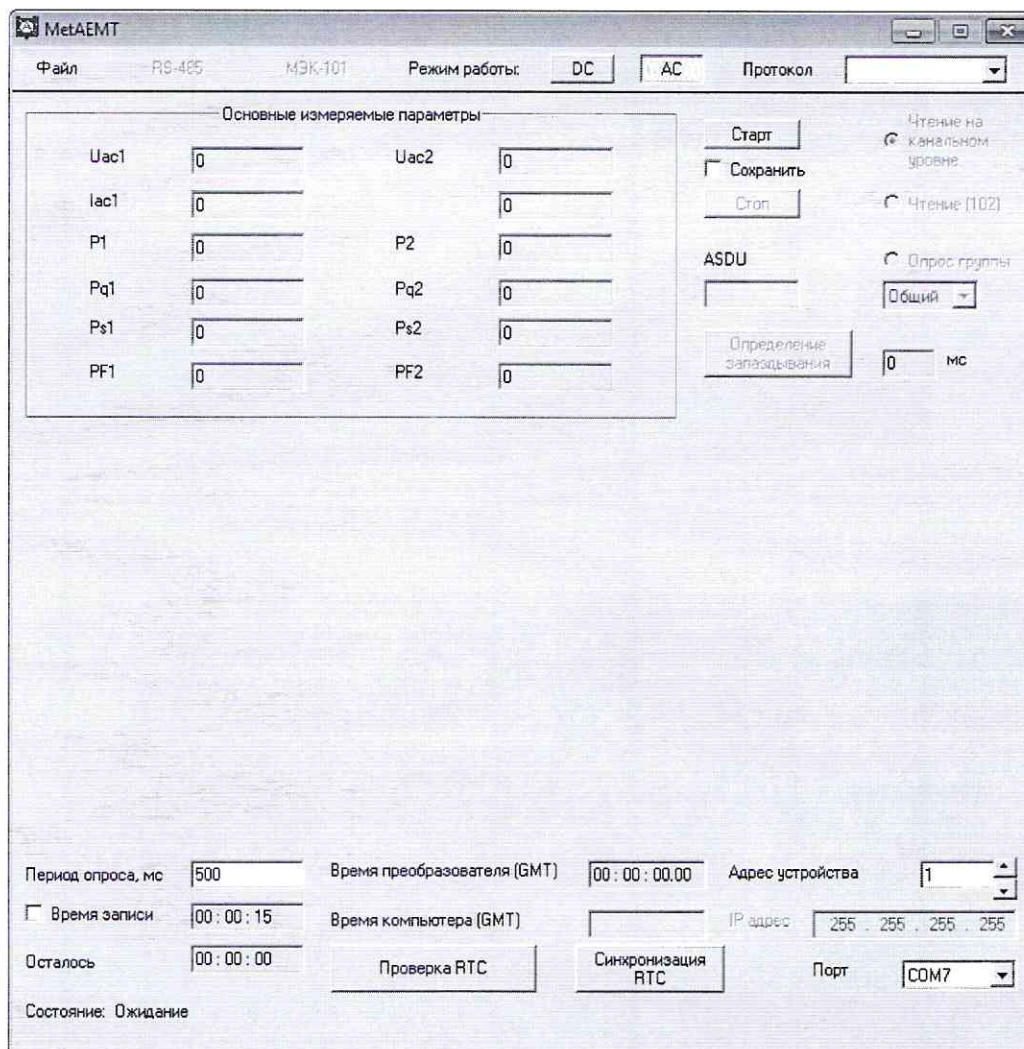 MetAEMT
Файл RS-485 МЭК-101 Режим работы: DC AC Протокол
Основные измеряемые параметры
Uac1 0 Uac2 0
Iac1 0 0
P1 0 P2 0
Pq1 0 Pq2 0
Ps1 0 Ps2 0
PF1 0 PF2 0
Старт
Сохранить
Стоп
ASDU
Определение
запаздывания
0 мс
Чтение на
канальном
уровне
Чтение (102)
Опрос группы
Общий
Период опроса, мс 500
Время записи 00 : 00 : 15
Осталось 00 : 00 : 00
Время преобразователя (GMT) 00 : 00 : 00.00
Время компьютера (GMT)
Проверка RTC
Синхронизация
RTC
Адрес устройства 1
IP адрес 255 . 255 . 255 . 255
Порт COM7
Состояние: Ожидание